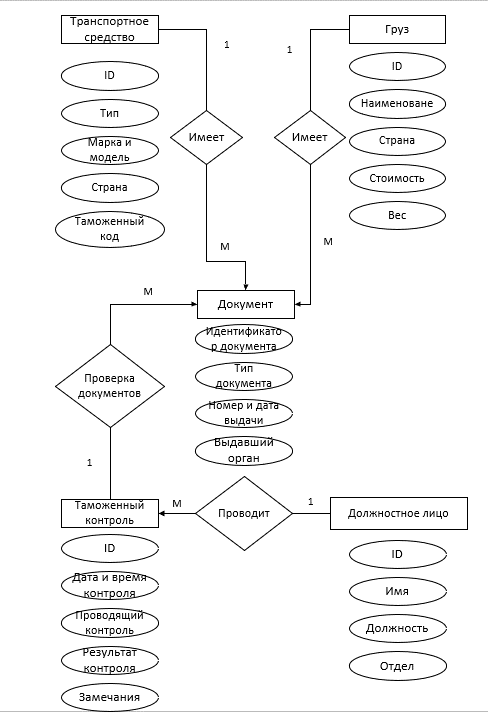 Транспортное
средство
1
ID
Тип
Марка и
модель
Страна
Таможенный
код
Имеет
М
Груз
1
ID
Наименоване
Страна
Стоимость
Вес
Имеет
М
Документ
Идентификато
р документа
Тип
документа
Номер и дата
выдачи
Выдавший
орган
М
Проверка
документов
1
Таможенный
контроль
ID
Дата и время
контроля
Проводящий
контроль
Результат
контроля
Замечания
М
Проводит
1
Должностное лицо
ID
Имя
Должность
Отдел